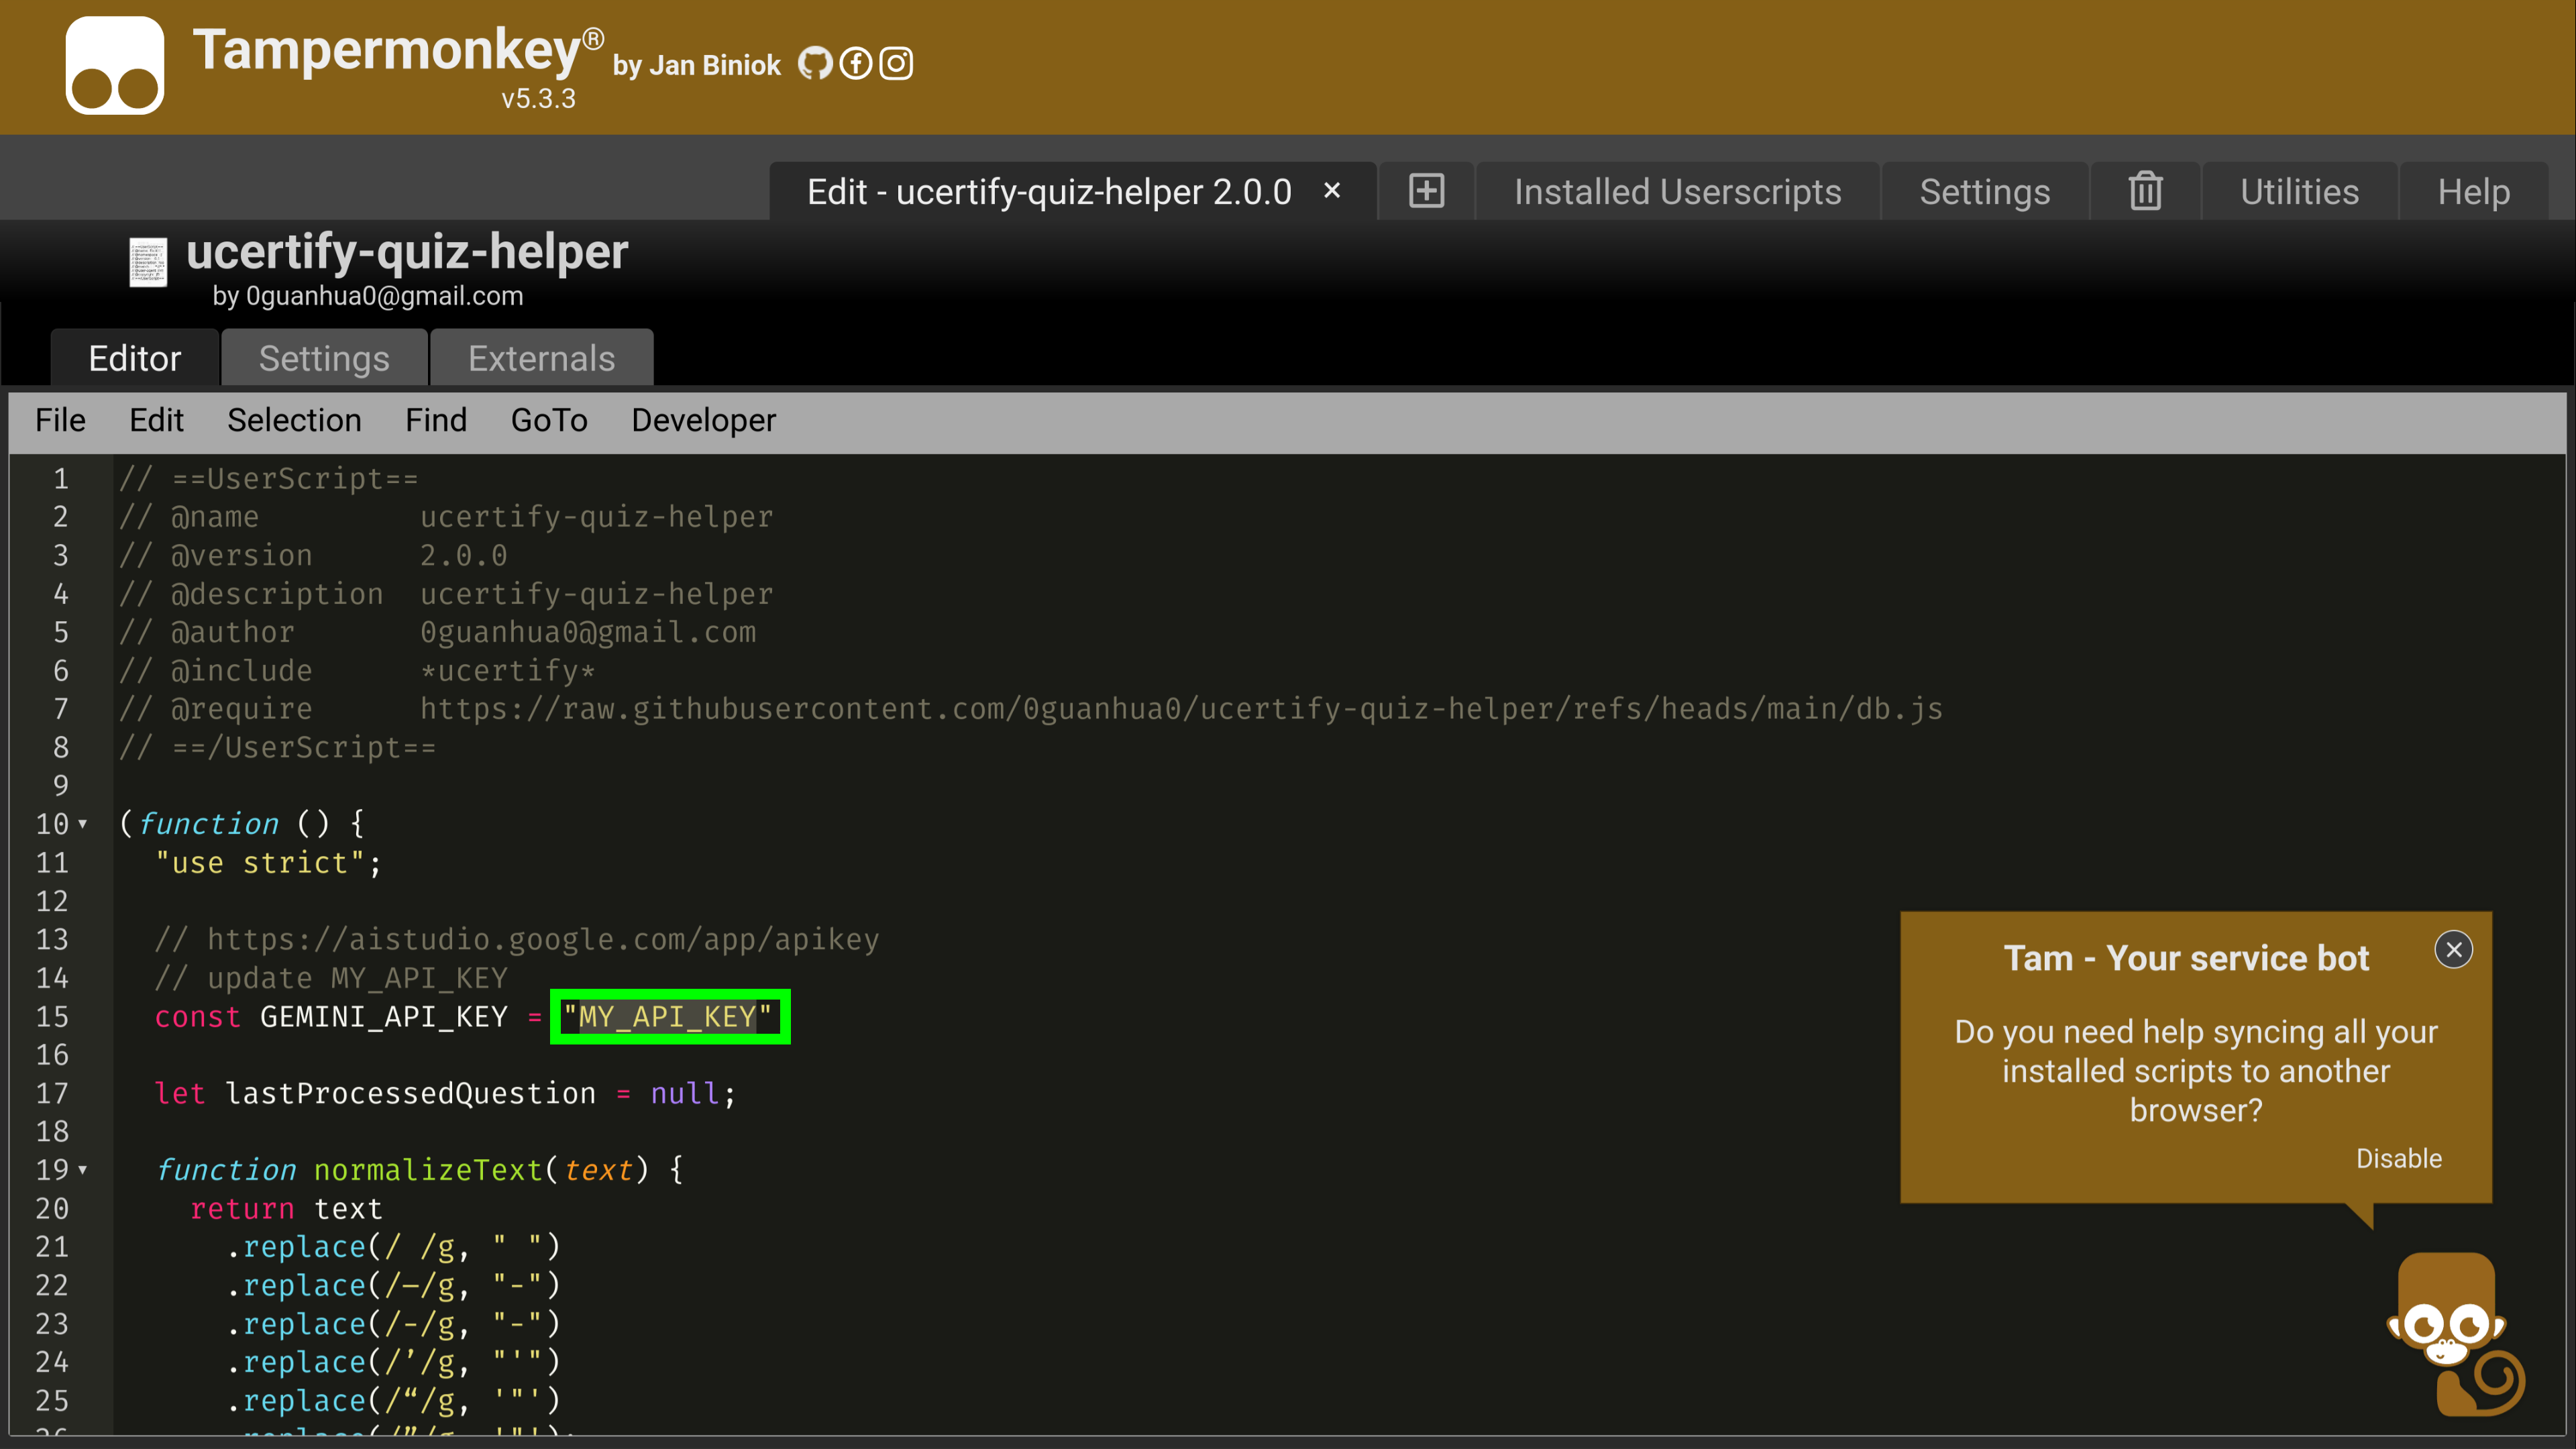 Tampermonkey® by Jan Biniok
v5.3.3
Edit - ucertify-quiz-helper 2.0.0 × Installed Userscripts Settings Utilities Help
ucertify-quiz-helper
by 0guanhua0@gmail.com
Editor Settings Externals
File Edit Selection Find GoTo Developer
1 // ==UserScript==
2 // @name ucertify-quiz-helper
3 // @version 2.0.0
4 // @description ucertify-quiz-helper
5 // @author 0guanhua0@gmail.com
6 // @include *ucertify*
7 // @require https://raw.githubusercontent.com/0guanhua0/ucertify-quiz-helper/refs/heads/main/db.js
8 // ==/UserScript==
9
10 (function () {
11 "use strict";
12
13 // https://aistudio.google.com/app/apikey
14 // update MY_API_KEY
15 const GEMINI_API_KEY = "MY_API_KEY"
16
17 let lastProcessedQuestion = null;
18
19 function normalizeText(text) {
20 return text
21 .replace(/ /g, " ")
22 .replace(/–/g, "-")
23 .replace(/-/g, "-")
24 .replace(/’/g, "'")
25 .replace(/“/g, '"')
Tam - Your service bot
Do you need help syncing all your
installed scripts to another
browser?
Disable